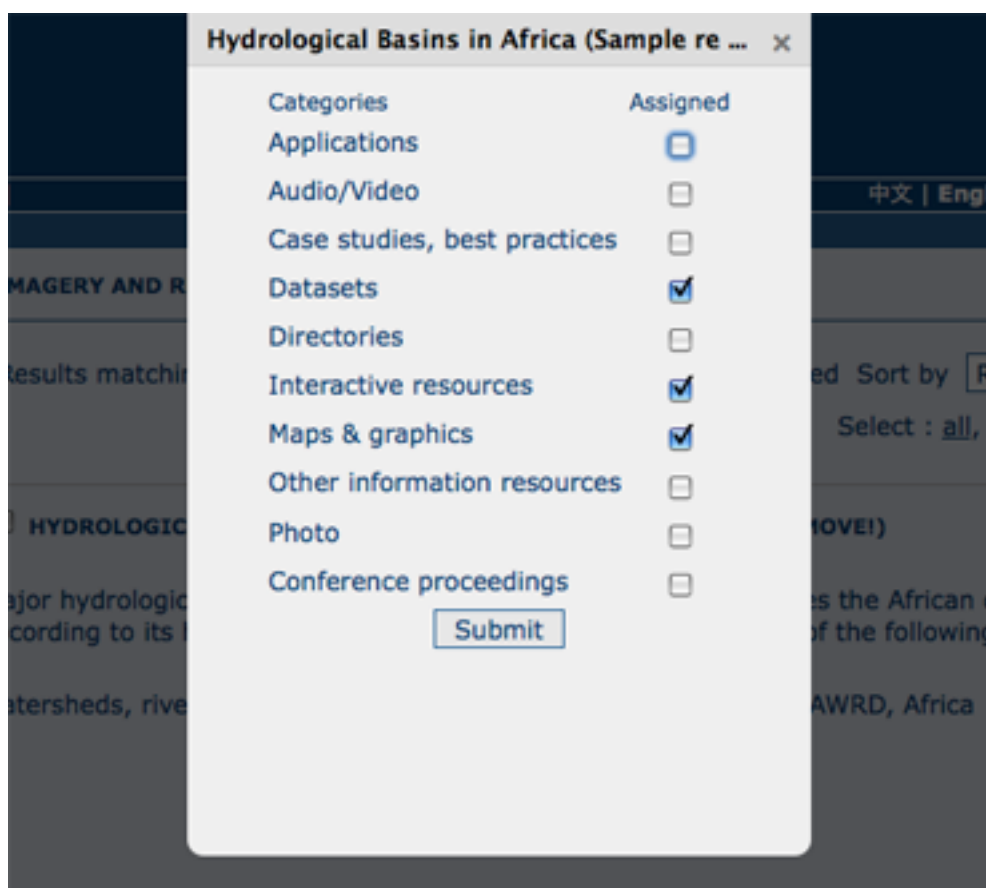 Hydrological Basins in Africa (Sample re ...
Categories Assigned
Applications
Audio/Video
中文 | Eng
Case studies, best practices
MAGERY AND R
Datasets
Directories
Results matchi
ed Sort by
Interactive resources
Maps & graphics
Select : all,
Other information resources
HYDROLOGIC
MOVE!)
Photo
Conference proceedings
ajor hydrologic
es the African
cording to its
of the following
Submit
atersheds, rive
AWRD, Africa